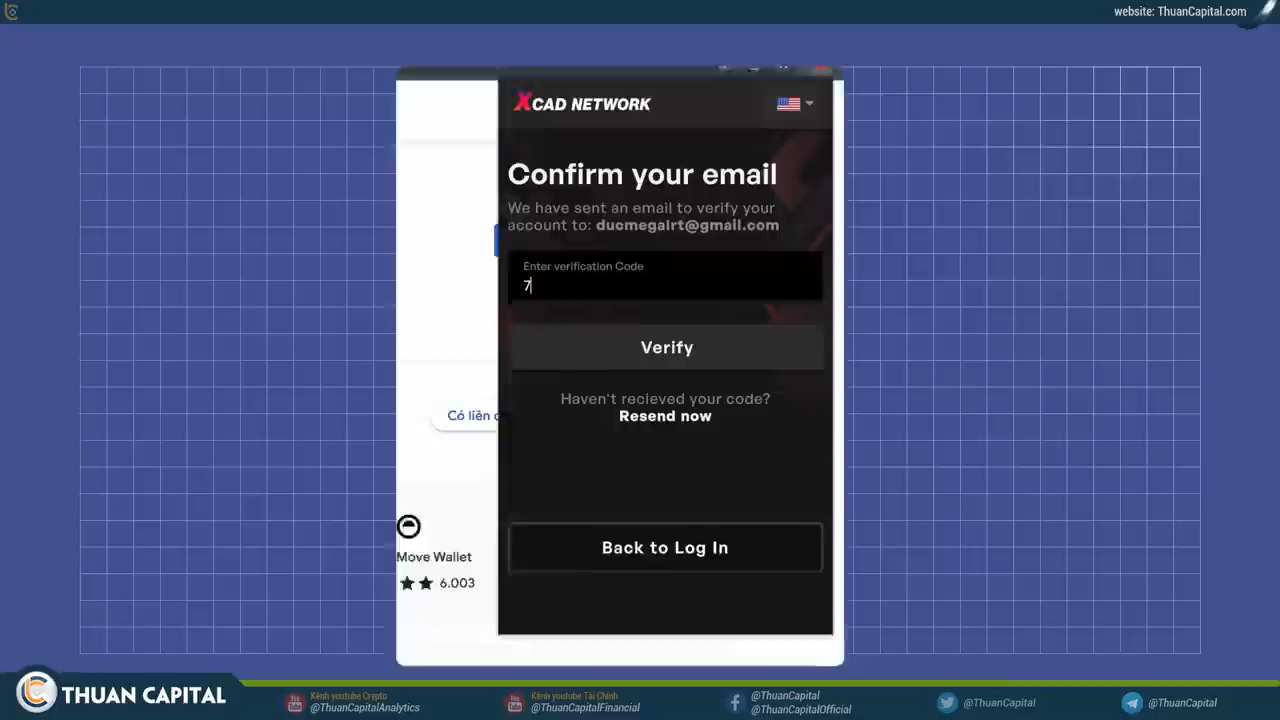 website: ThuanCapital.com
XCAD NETWORK
Confirm your email
We have sent an email to verify your
account to: ducmegalrt@gmail.com
Enter verification Code
7
Verify
Haven't recieved your code?
Resend now
Có liên
Back to Log In
Move Wallet
6.003
THUAN CAPITAL
Kênh youtube Crypto
@ThuanCapitalAnalytics
Kênh youtube Tài Chính
@ThuanCapitalFinancial
@ThuanCapital
@ThuanCapitalOfficial
@ThuanCapital
@ThuanCapital